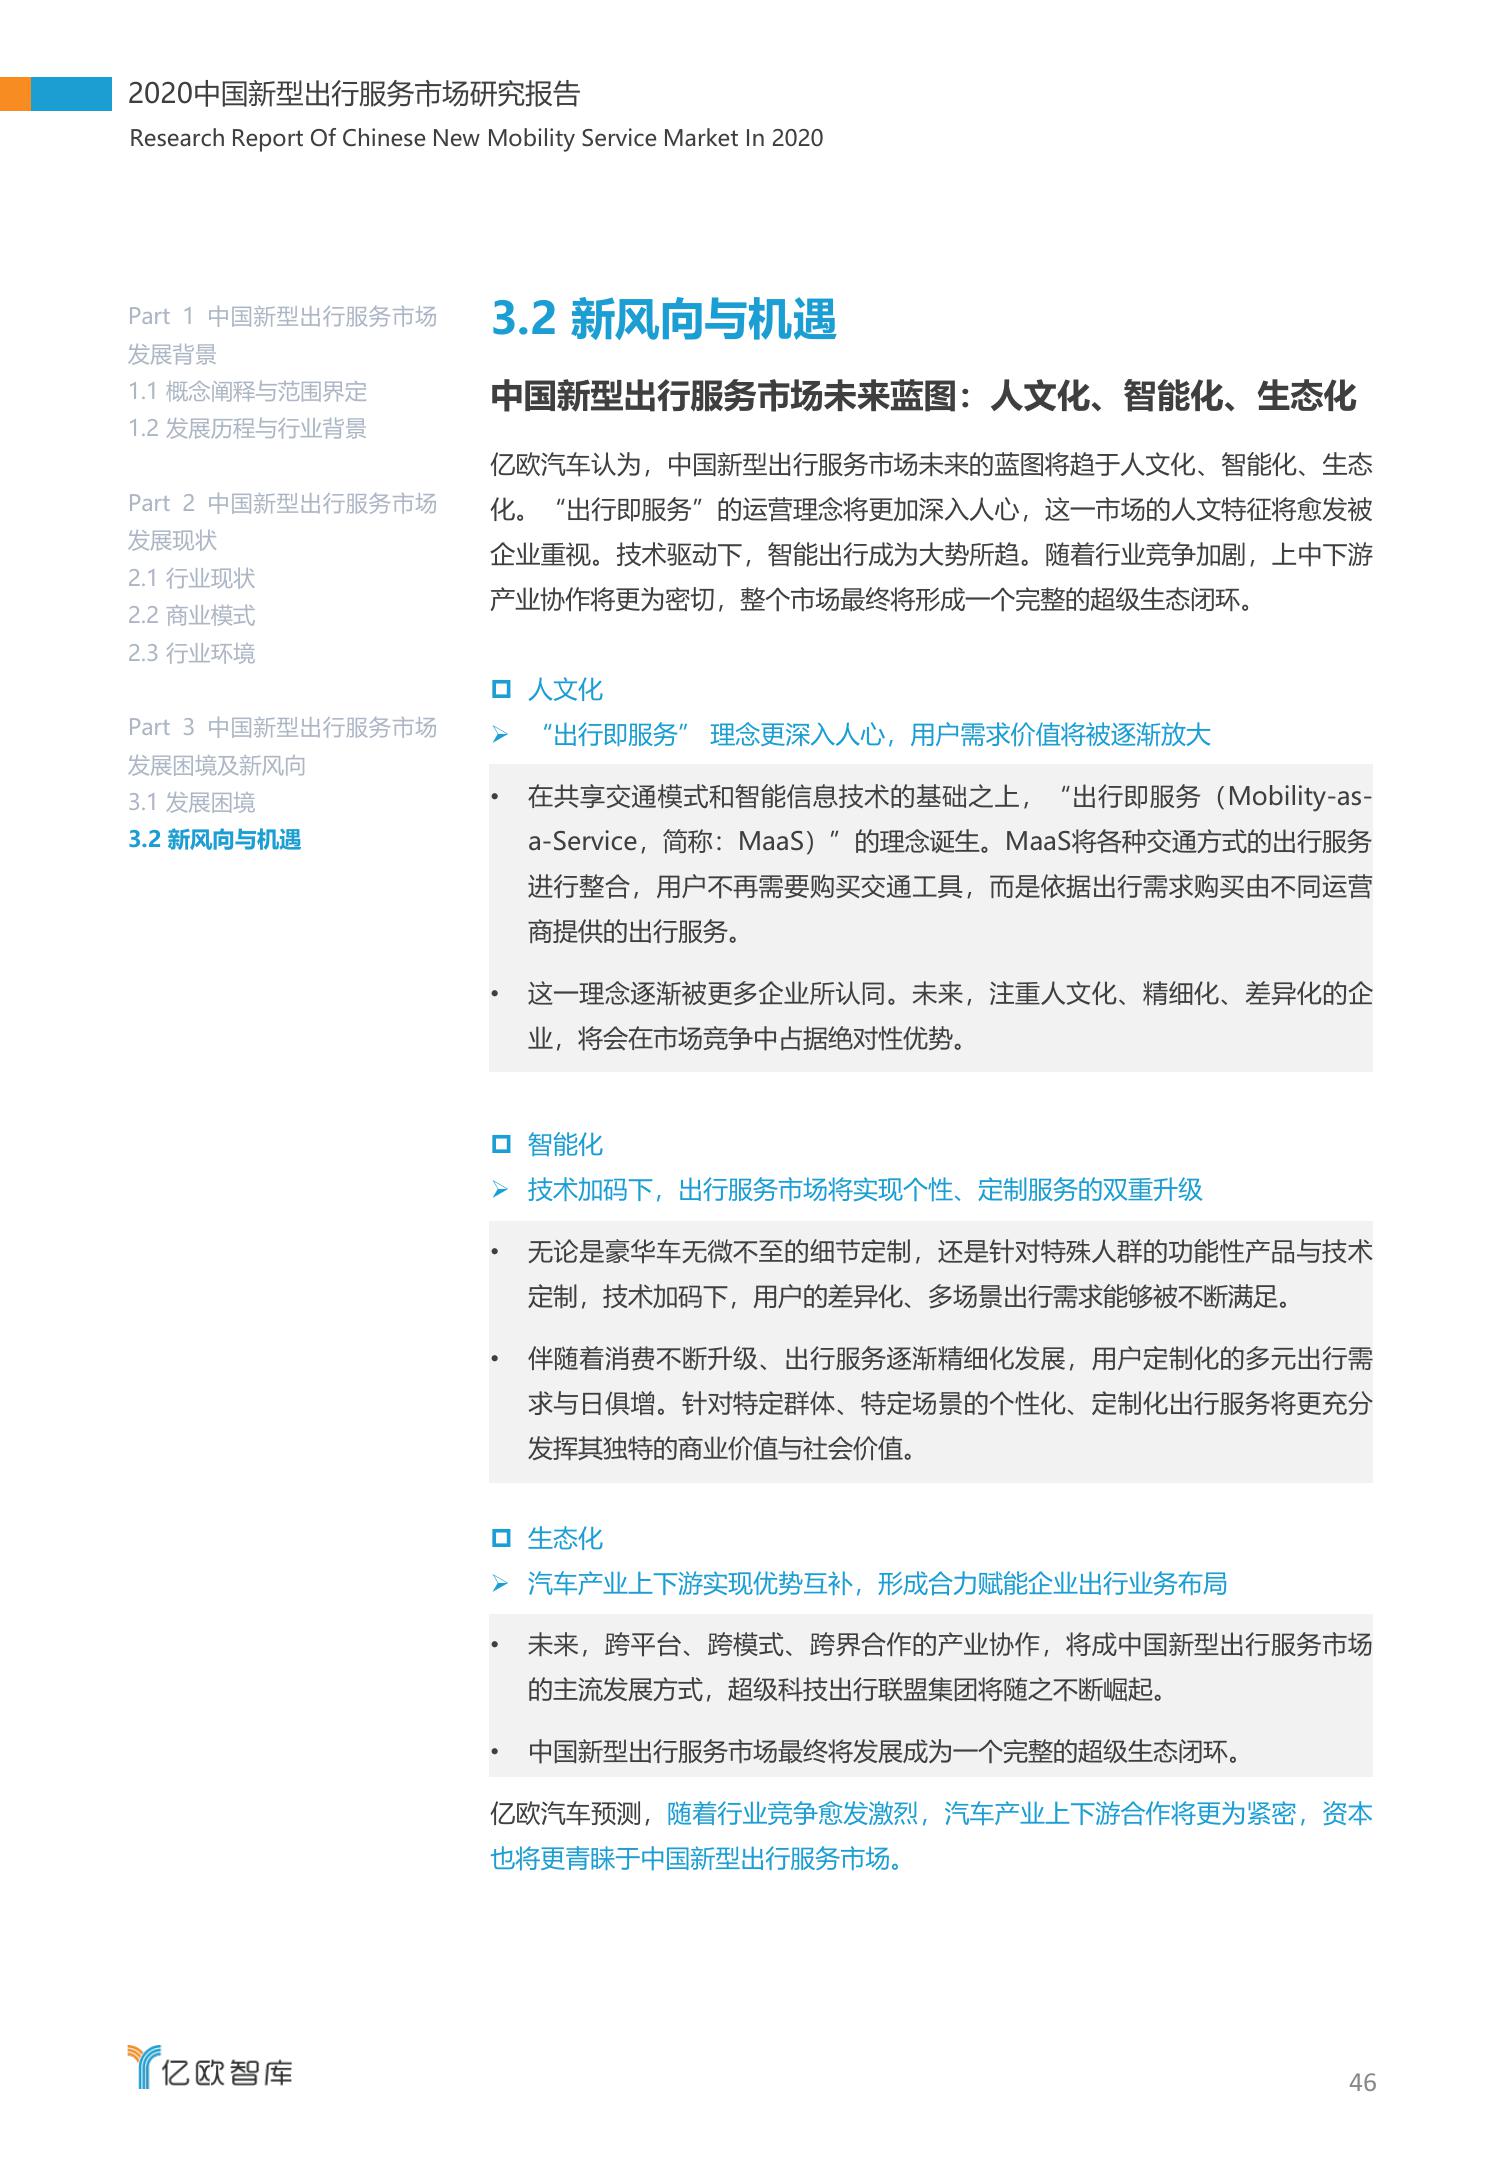 2020中国新型出行服务市场研究报告
Research Report Of Chinese New Mobility Service Market In 2020
Part 1 中国新型出行服务市场
发展背景
1.1 概念阐释与范围界定
1.2 发展历程与行业背景
Part 2 中国新型出行服务市场
发展现状
2.1 行业现状
2.2 商业模式
2.3 行业环境
Part 3 中国新型出行服务市场
发展困境及新风向
3.1 发展困境
3.2 新风向与机遇
3.2 新风向与机遇
中国新型出行服务市场未来蓝图：人文化、智能化、生态化
亿欧汽车认为，中国新型出行服务市场未来的蓝图将趋于人文化、智能化、生态
化。“出行即服务”的运营理念将更加深入人心，这一市场的人文特征将愈发被
企业重视。技术驱动下，智能出行成为大势所趋。随着行业竞争加剧，上中下游
产业协作将更为密切，整个市场最终将形成一个完整的超级生态闭环。
人文化
“出行即服务” 理念更深入人心，用户需求价值将被逐渐放大
• 在共享交通模式和智能信息技术的基础之上，“出行即服务（Mobility-as-
a-Service，简称：MaaS）”的理念诞生。MaaS将各种交通方式的出行服务
进行整合，用户不再需要购买交通工具，而是依据出行需求购买由不同运营
商提供的出行服务。
• 这一理念逐渐被更多企业所认同。未来，注重人文化、精细化、差异化的企
业，将会在市场竞争中占据绝对性优势。
智能化
技术加码下，出行服务市场将实现个性、定制服务的双重升级
• 无论是豪华车无微不至的细节定制，还是针对特殊人群的功能性产品与技术
定制，技术加码下，用户的差异化、多场景出行需求能够被不断满足。
• 伴随着消费不断升级、出行服务逐渐精细化发展，用户定制化的多元出行需
求与日俱增。针对特定群体、特定场景的个性化、定制化出行服务将更充分
发挥其独特的商业价值与社会价值。
生态化
汽车产业上下游实现优势互补，形成合力赋能企业出行业务布局
• 未来，跨平台、跨模式、跨界合作的产业协作，将成中国新型出行服务市场
的主流发展方式，超级科技出行联盟集团将随之不断崛起。
• 中国新型出行服务市场最终将发展成为一个完整的超级生态闭环。
亿欧汽车预测，随着行业竞争愈发激烈，汽车产业上下游合作将更为紧密，资本
也将更青睐于中国新型出行服务市场。
亿欧智库
46